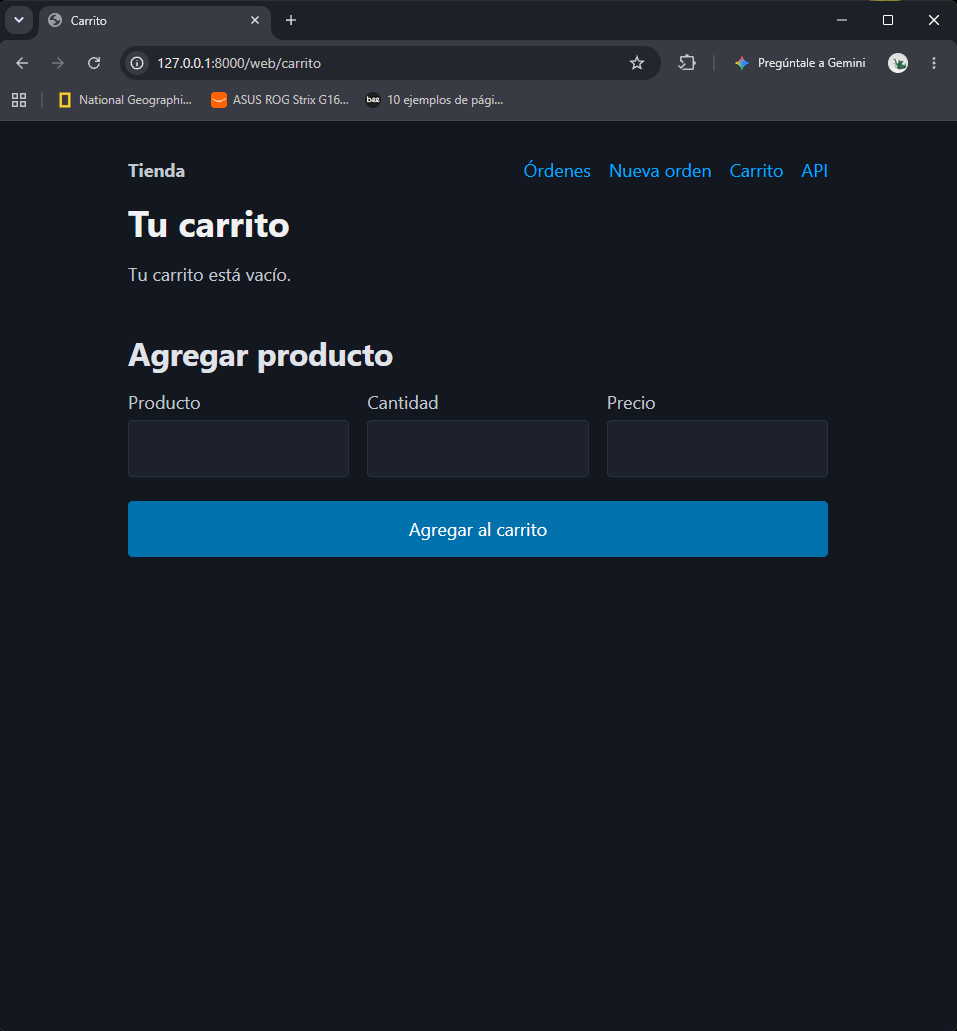 Carrito
127.0.0.1:8000/web/carrito
Pregúntale a Gemini
National Geographi...
ASUS ROG Strix G16...
bee
10 ejemplos de pági...
Tienda
Órdenes
Nueva orden
Carrito
API
Tu carrito
Tu carrito está vacío.
Agregar producto
Producto
Cantidad
Precio
Agregar al carrito